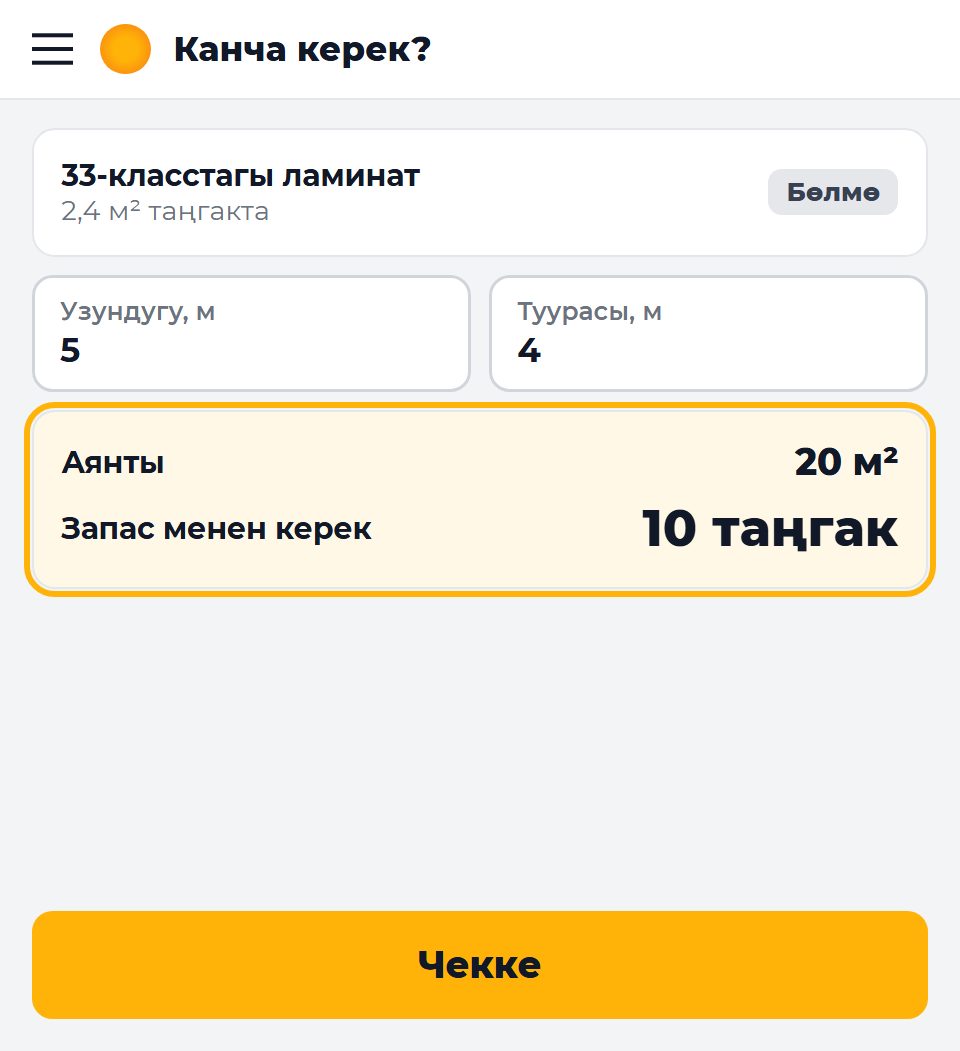 Канча керек?
33-класстагы ламинат
2,4 м² таңгакта
Бөлмө
Узундугу, м
5
Туурасы, м
4
Аянты
20 м²
Запас менен керек
10 таңгак
Чекке